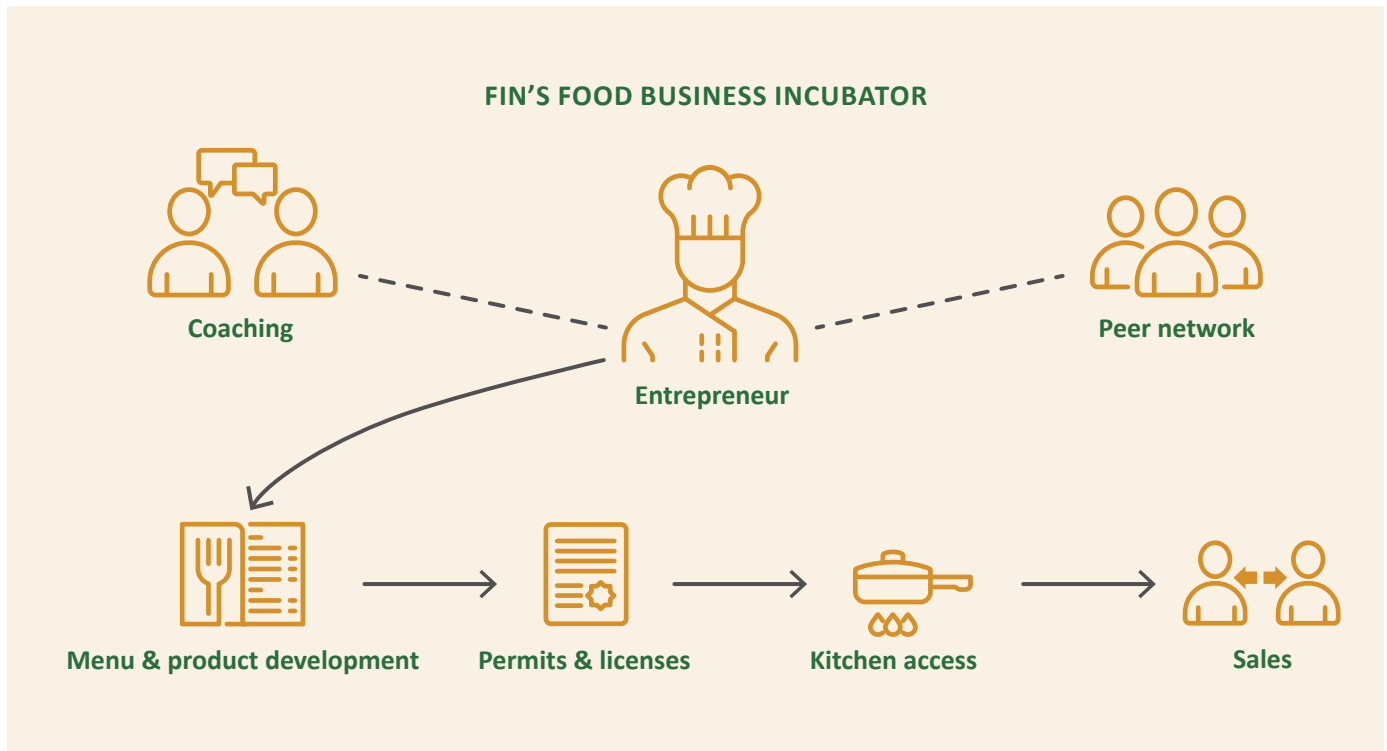 FIN’S FOOD BUSINESS INCUBATOR
Coaching
Peer network
Entrepreneur
Menu & product development
Permits & licenses
Kitchen access
Sales